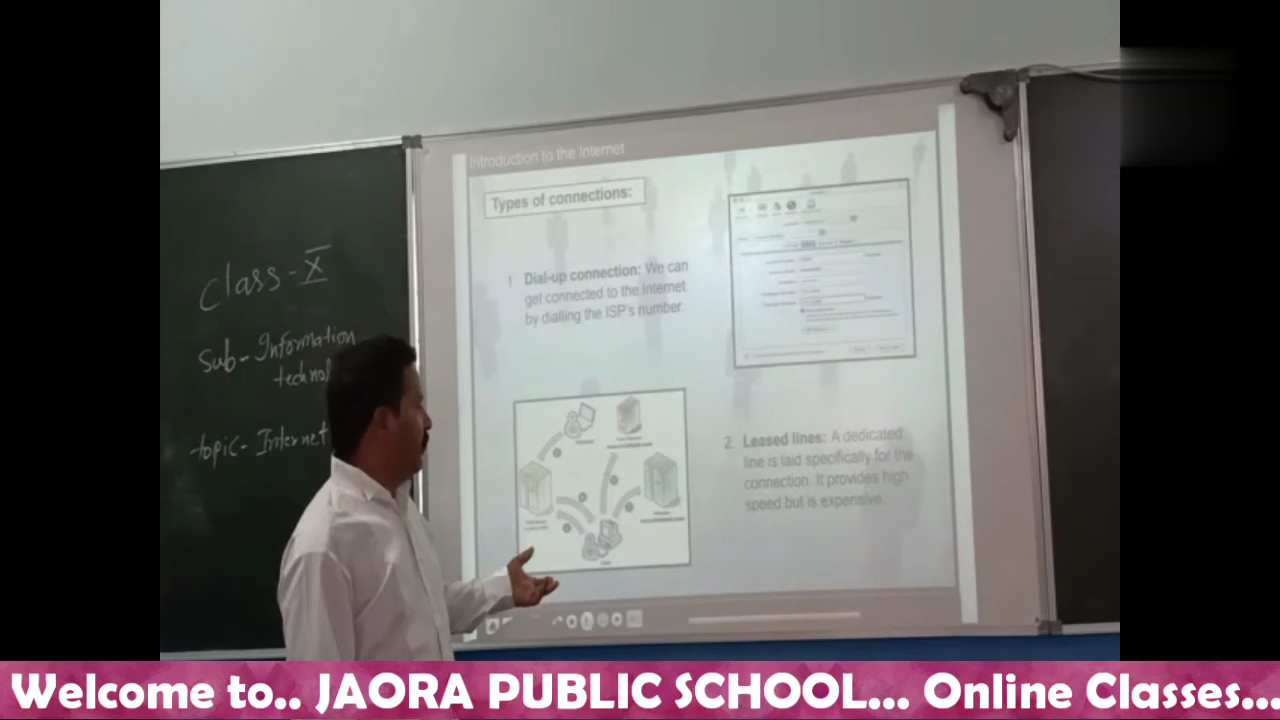 Class - X
Sub - Information
topic - Internet
Introduction to the Internet
Types of connections:
1 Dial-up connection: We can
get connected to the Internet
by dialling the ISP's number
2. Leased lines: A dedicated
line is laid specifically for the
connection. It provides high
speed but is expensive.
Welcome to.. JAORA PUBLIC SCHOOL... Online Classes...